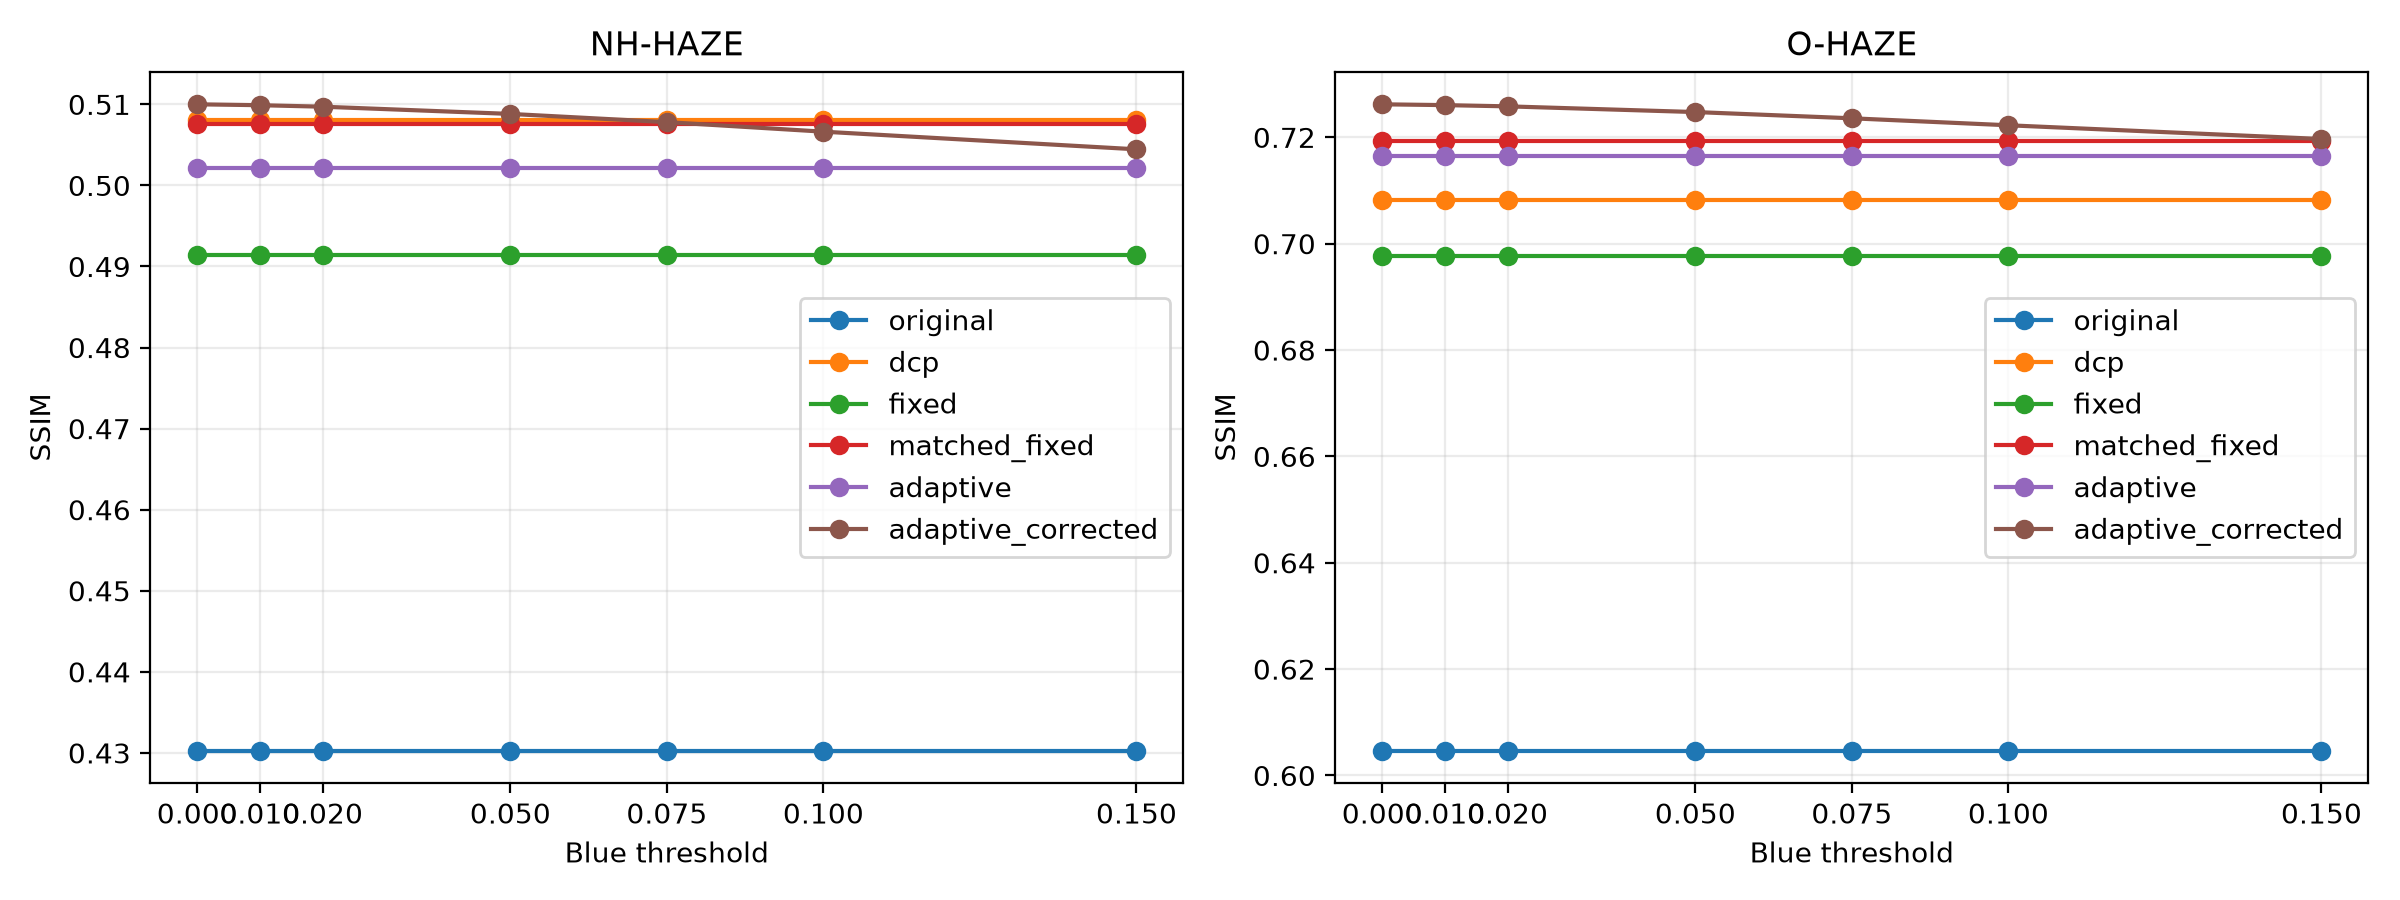 NH-HAZE
0.51
0.50
0.49
0.48
0.47
0.46
0.45
0.44
0.43
SSIM
original
dcp
fixed
matched_fixed
adaptive
adaptive_corrected
0.000 0.010 0.020 0.050 0.075 0.100 0.150
Blue threshold
O-HAZE
0.72
0.70
0.68
0.66
0.64
0.62
0.60
SSIM
original
dcp
fixed
matched_fixed
adaptive
adaptive_corrected
0.000 0.010 0.020 0.050 0.075 0.100 0.150
Blue threshold